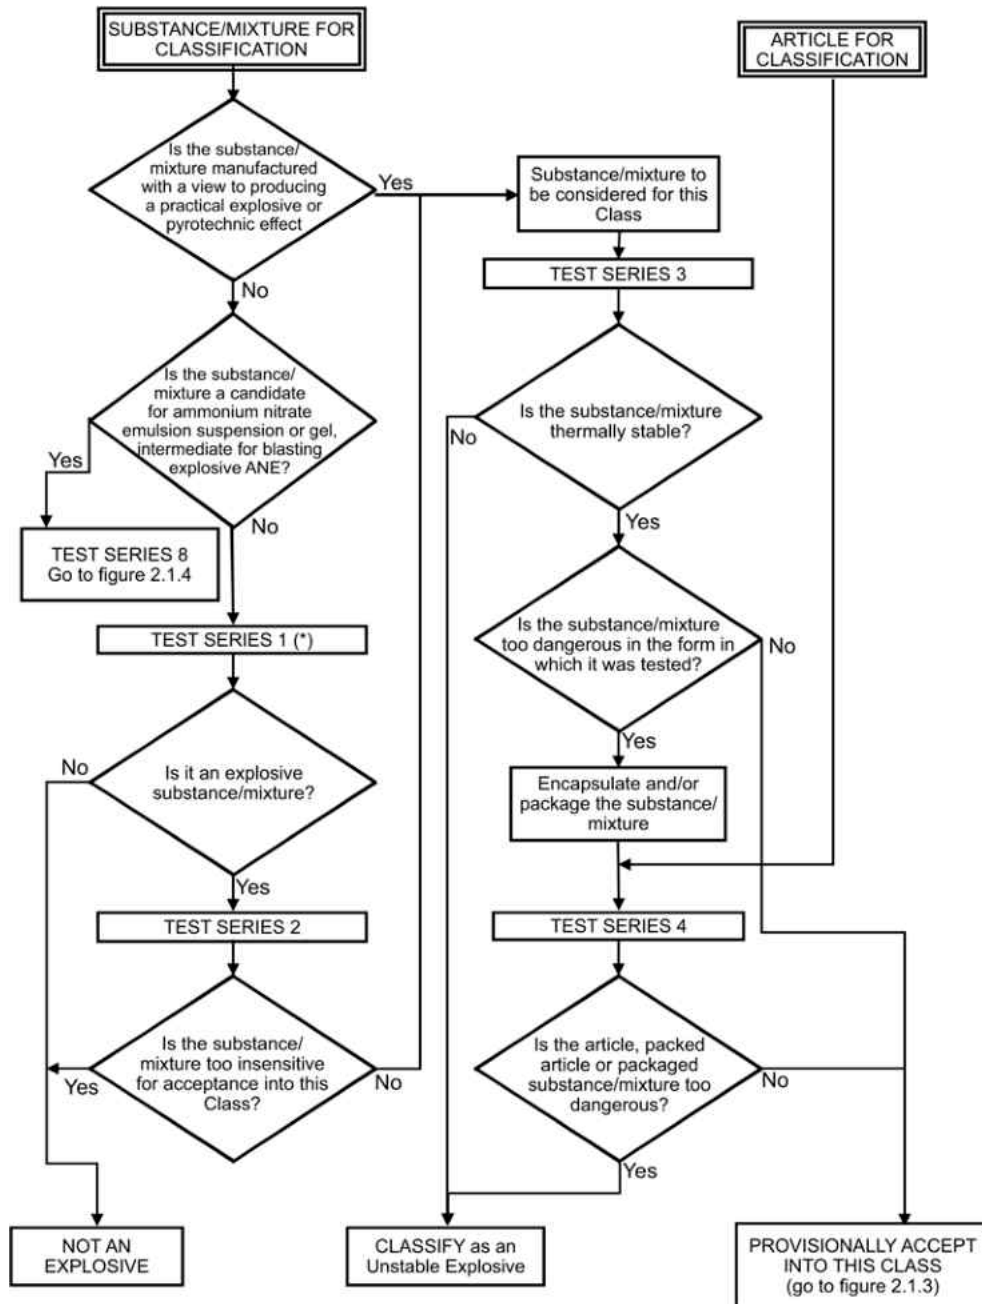 SUBSTANCE/MIXTURE FOR
CLASSIFICATION
ARTICLE FOR
CLASSIFICATION
Is the substance/
mixture manufactured
with a view to producing
a practical explosive or
pyrotechnic effect
Yes
No
Substance/mixture to
be considered for this
Class
TEST SERIES 3
Is the substance/
mixture a candidate
for ammonium nitrate
emulsion suspension or gel,
intermediate for blasting
explosive ANE?
Yes
No
TEST SERIES 8
Go to figure 2.1.4
Is the substance/mixture
thermally stable?
No
Yes
TEST SERIES 1 (*)
Is the substance/mixture
too dangerous in the form in
which it was tested?
No
Yes
Is it an explosive
substance/mixture?
No
Yes
Encapsulate and/or
package the substance/
mixture
TEST SERIES 2
TEST SERIES 4
Is the substance/
mixture too insensitive
for acceptance into this
Class?
Yes
No
Is the article, packed
article or packaged
substance/mixture too
dangerous?
No
Yes
NOT AN
EXPLOSIVE
CLASSIFY as an
Unstable Explosive
PROVISIONALLY ACCEPT
INTO THIS CLASS
(go to figure 2.1.3)